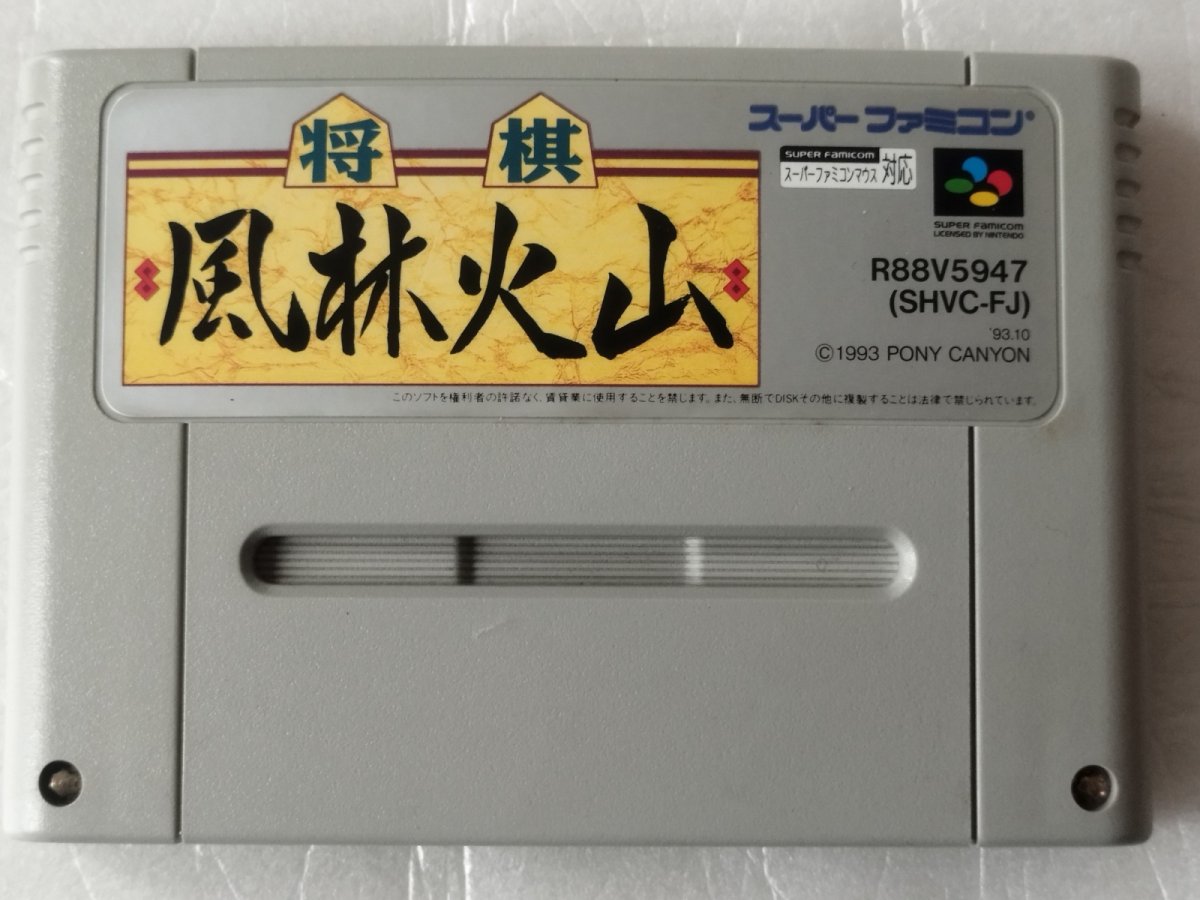 将棋
風林火山
スーパーファミコン®
SUPER FAMICOM
スーパーファミコンマウス 対応
SUPER FAMICOM
LICENSED BY NINTENDO
R88V5947
(SHVC-FJ)
'93.10
©1993 PONY CANYON
このソフトを権利者の許諾なく、賃貸業に使用することを禁じます。また、無断でDISKその他に複製することは法律で禁じられています。